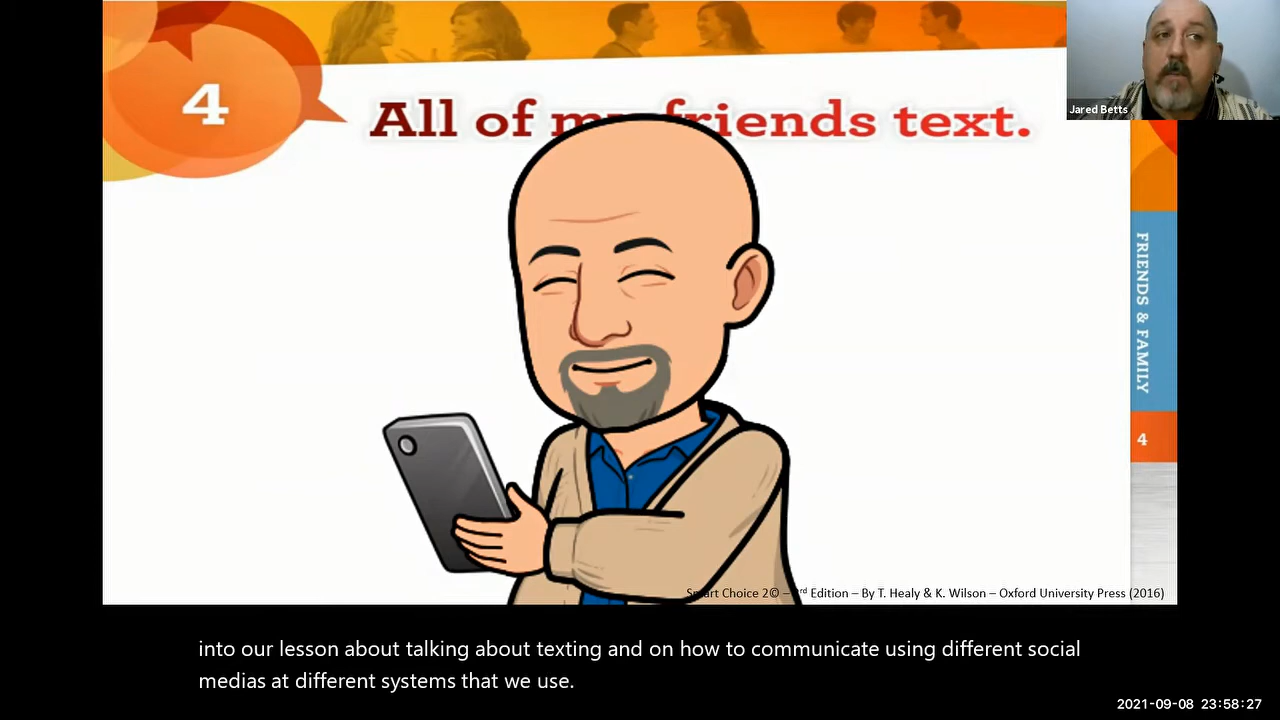 4
All of my friends text.
Jared Betts
FRIENDS & FAMILY
4
Smart Choice 2© – 3rd Edition – By T. Healy & K. Wilson – Oxford University Press (2016)
into our lesson about talking about texting and on how to communicate using different social
medias at different systems that we use.
2021-09-08 23:58:27